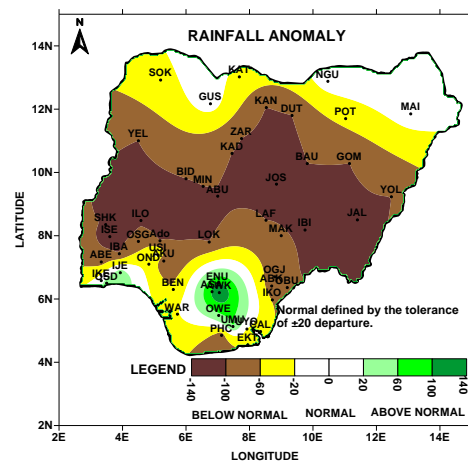 RAINFALL ANOMALY
N
14N
12N
10N
8N
6N
4N
2N
LATITUDE
SOK
KAT
NGU
GUS
KAN
DUT
POT
MAI
YEL
ZAR
KAD
BAU
GOM
BID
MIN
ABU
JOS
YOL
SHK
ILO
ISE
OSG
Ado
LOK
LAF
MAK
IBI
JAL
IBA
USI
AKU
ABE
IJE
OND
IKE
OSD
BEN
ENU
AWK
OGJ
OBU
IKO
WAR
OWE
UMU
UYO
CAL
PHC
EKT
Normal defined by the tolerance
of ±20 departure.
LEGEND
-140
-100
-60
-20
20
60
100
140
BELOW NORMAL
NORMAL
ABOVE NORMAL
2E
4E
6E
8E
10E
12E
14E
LONGITUDE